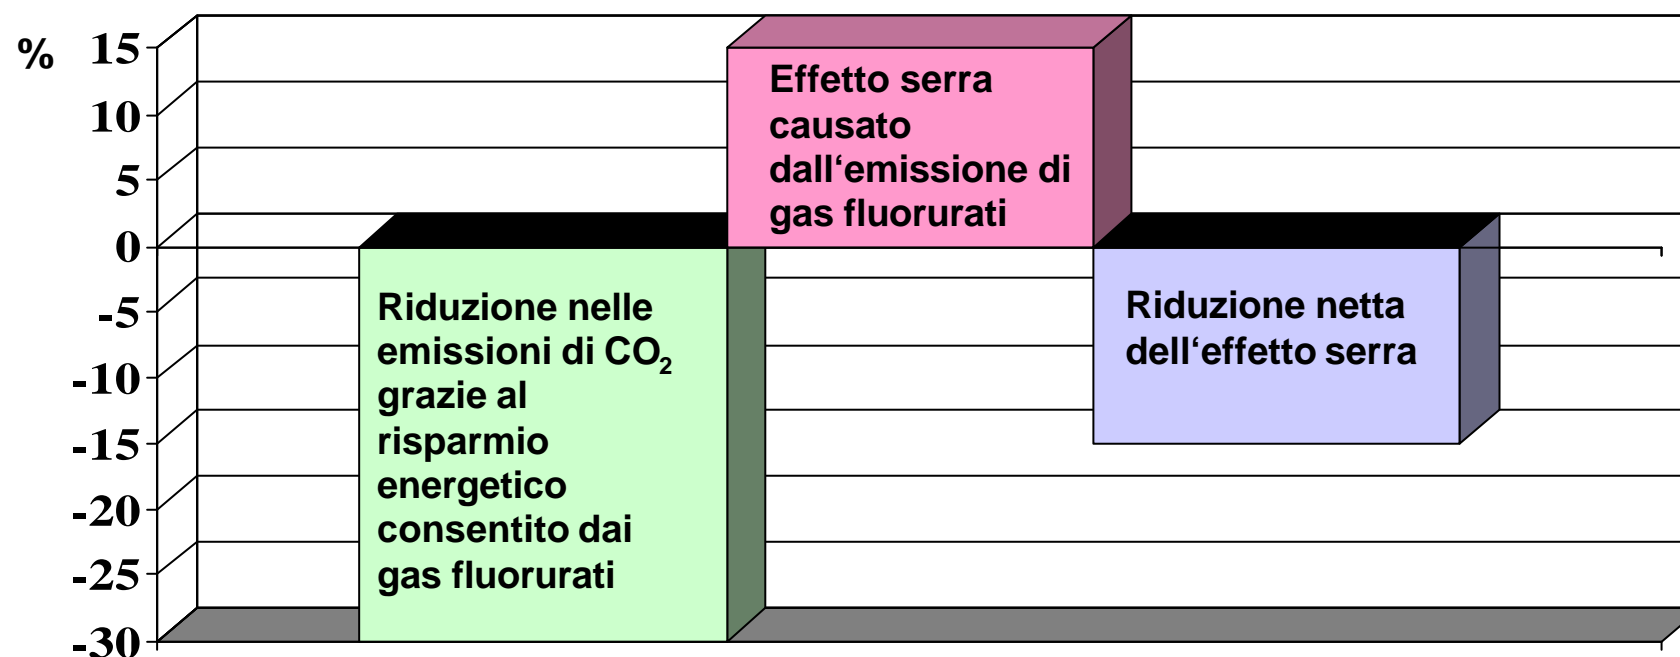 %
15
10
5
0
-5
-10
-15
-20
-25
-30
Effetto serra
causato
dall‘emissione di
gas fluorurati
Riduzione nelle
emissioni di CO₂
grazie al
risparmio
energetico
consentito dai
gas fluorurati
Riduzione netta
dell‘effetto serra